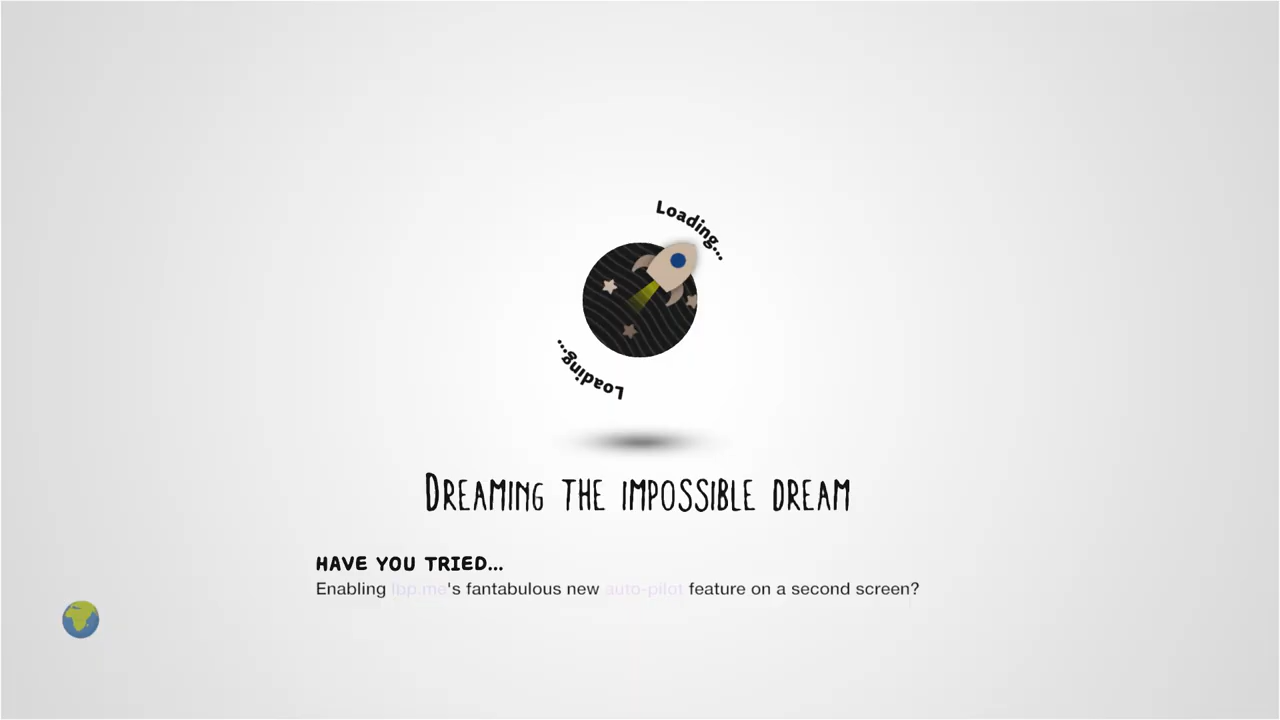 Loading...
Loading...
Dreaming the impossible dream
Have you tried...
Enabling lbp.me's fantabulous new auto-pilot feature on a second screen?